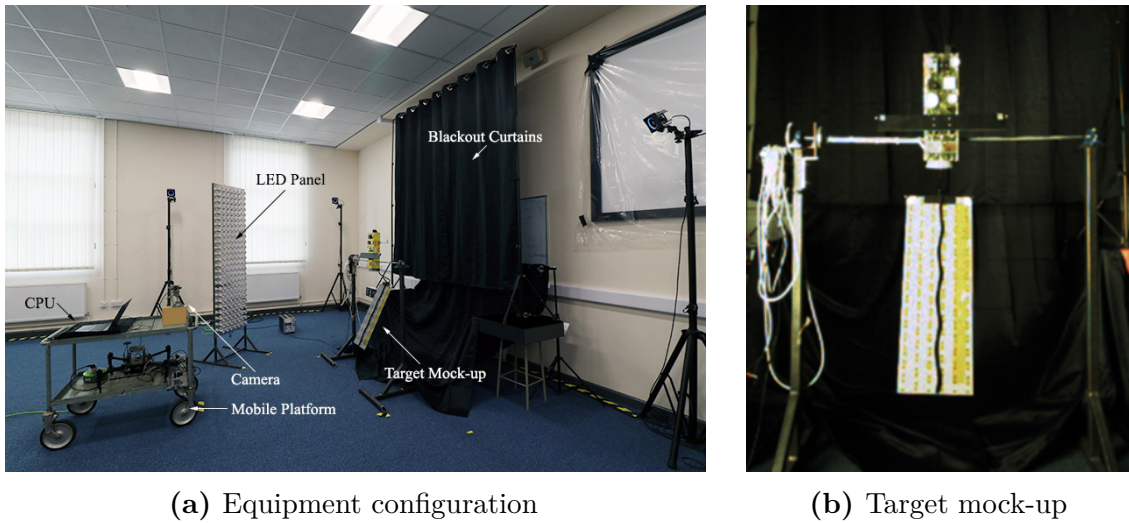 Blackout Curtains
LED Panel
CPU
Camera
Target Mock-up
Mobile Platform
(a) Equipment configuration
(b) Target mock-up